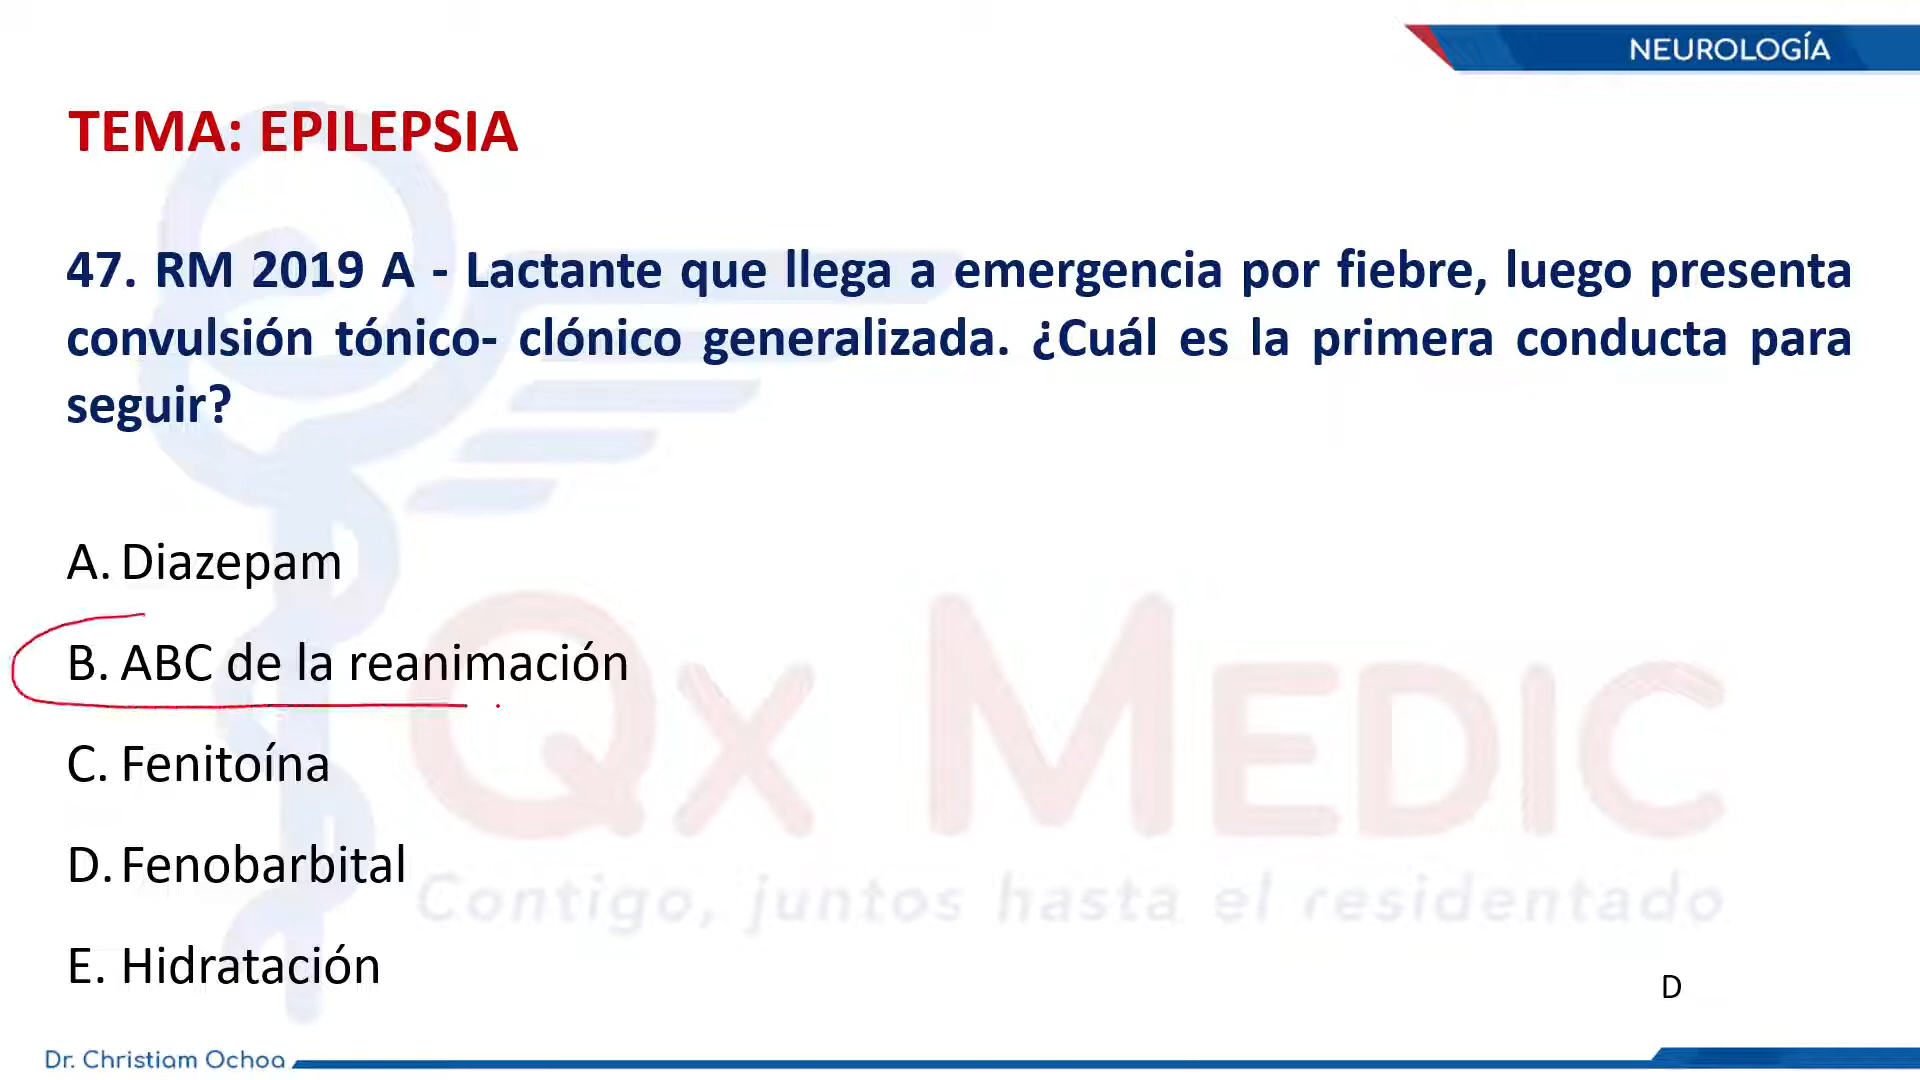 NEUROLOGÍA
TEMA: EPILEPSIA
47. RM 2019 A - Lactante que llega a emergencia por fiebre, luego presenta
convulsión tónico- clónico generalizada. ¿Cuál es la primera conducta para
seguir?
A. Diazepam
B. ABC de la reanimación
C. Fenitoína
D. Fenobarbital
E. Hidratación
QX MEDIC
Contigo, juntos hasta el residentado
D
Dr. Christiam Ochoa